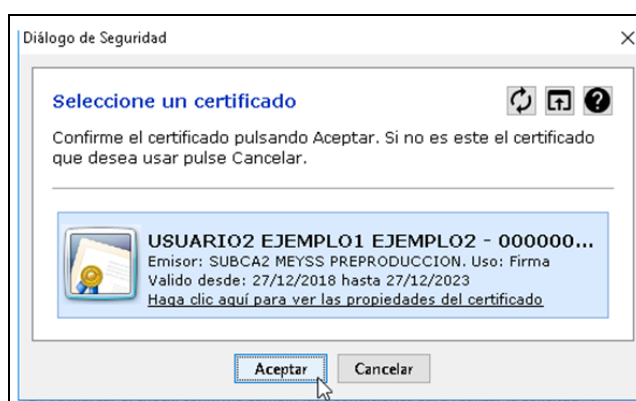 Diálogo de Seguridad
Seleccione un certificado
Confirme el certificado pulsando Aceptar. Si no es este el certificado
que desea usar pulse Cancelar.
USUARIO2 EJEMPLO1 EJEMPLO2 - 000000...
Emisor: SUBCA2 MEYSS PREPRODUCCION. Uso: Firma
Valido desde: 27/12/2018 hasta 27/12/2023
Haga clic aquí para ver las propiedades del certificado
Aceptar Cancelar